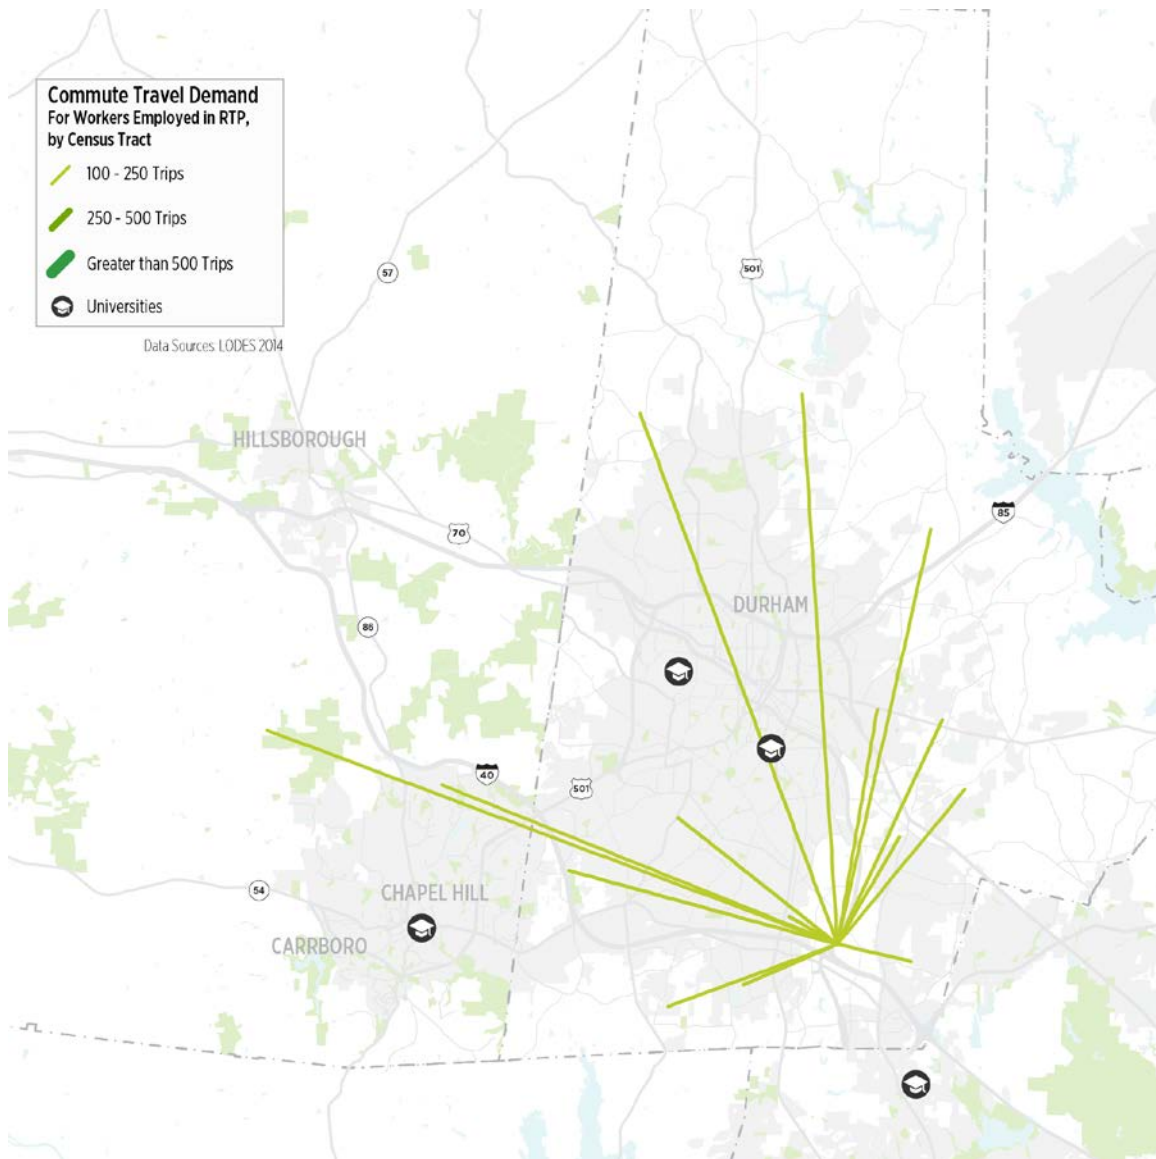 Commute Travel Demand
For Workers Employed in RTP,
by Census Tract
100 - 250 Trips
250 - 500 Trips
Greater than 500 Trips
Universities
Data Sources: LODES 2014
57
501
HILLSBOROUGH
85
70
DURHAM
86
40
501
54
CHAPEL HILL
CARRBORO